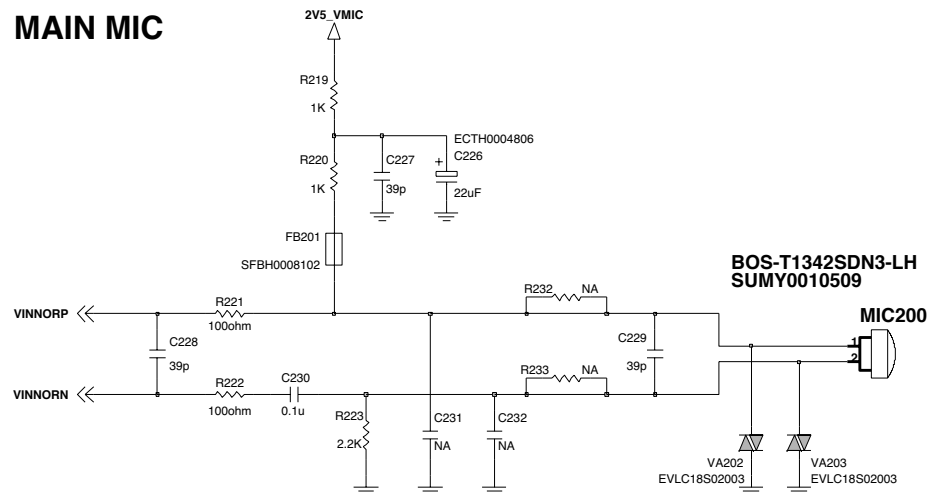 MAIN MIC
2V5_VMIC
R219
1K
ECTH0004806
R220
1K
C227
39p
+
C226
22uF
FB201
SFBH0008102
BOS-T1342SDN3-LH
SUMY0010509
MIC200
R232
NA
VINNORP
R221
100ohm
1
2
C228
39p
C229
39p
R233
NA
VINNORN
R222
100ohm
C230
0.1u
R223
2.2K
C231
NA
C232
NA
VA202
EVLC18S02003
VA203
EVLC18S02003